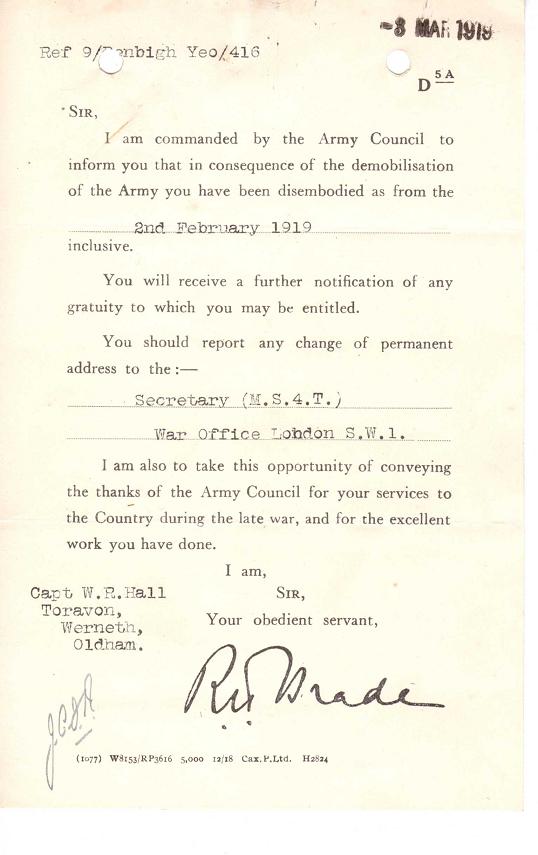 -8 MAR 1919
Ref 9/Denbigh Yeo/416
D 5A
SIR,
I am commanded by the Army Council to
inform you that in consequence of the demobilisation
of the Army you have been disembodied as from the
2nd February 1919
inclusive.
You will receive a further notification of any
gratuity to which you may be entitled.
You should report any change of permanent
address to the :—
Secretary (M.S.4.T.)
War Office London S.W.1.
I am also to take this opportunity of conveying
the thanks of the Army Council for your services to
the Country during the late war, and for the excellent
work you have done.
I am,
SIR,
Your obedient servant,
Capt W.R.Hall
Toravon,
Werneth,
Oldham.
Brade
(1077) W8153/RP3616 5,000 12/18 Cax.P.Ltd. H2824